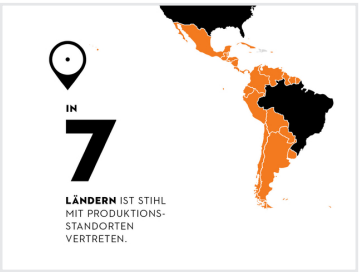 IN
7
LÄNDERN IST STIHL
MIT PRODUKTIONS-
STANDORTEN
VERTRETEN.